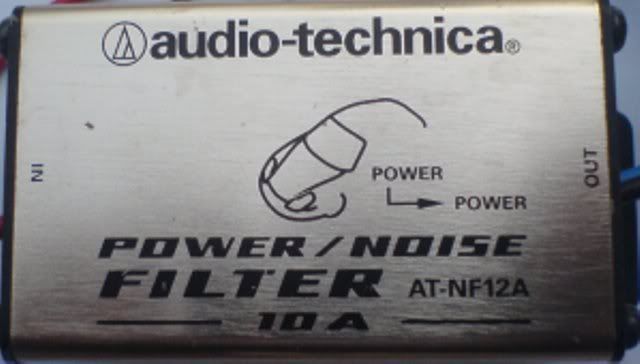 audio-technica®
IN
POWER
OUT
POWER
POWER/NOISE
FILTER AT-NF12A
10A